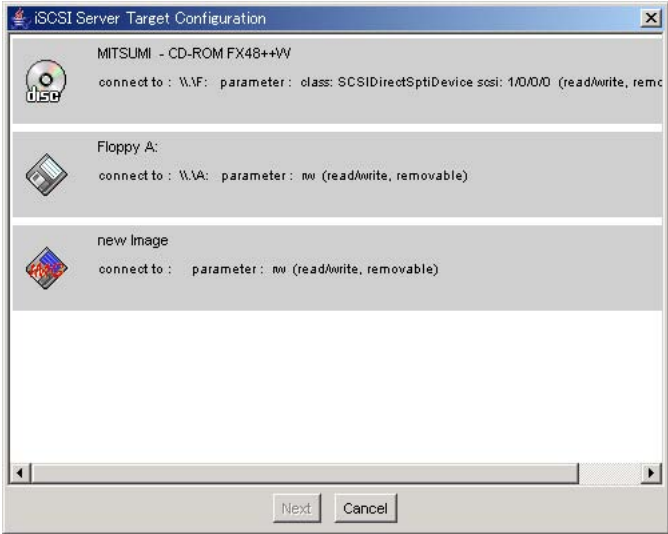 iSCSI Server Target Configuration
MITSUMI - CD-ROM FX48++W
connect to : \\.\F: parameter : class: SCSIDirectSptiDevice scsi: 1/0/0/0 (read/write, remo
disc
Floppy A:
connect to : \\.\A: parameter : rw (read/write, removable)
new Image
connect to : parameter : rw (read/write, removable)
Next
Cancel